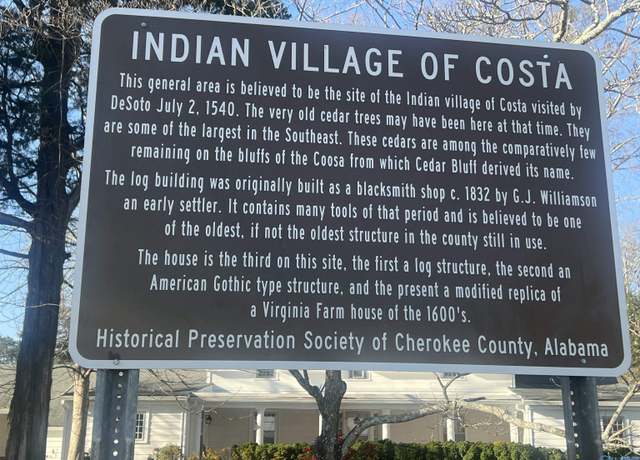 INDIAN VILLAGE OF COSTA
This general area is believed to be the site of the Indian village of Costa visited by
DeSoto July 2, 1540. The very old cedar trees may have been here at that time. They
are some of the largest in the Southeast. These cedars are among the comparatively few
remaining on the bluffs of the Coosa from which Cedar Bluff derived its name.
The log building was originally built as a blacksmith shop c. 1832 by G.J. Williamson
an early settler. It contains many tools of that period and is believed to be one
of the oldest, if not the oldest structure in the county still in use.
The house is the third on this site, the first a log structure, the second an
American Gothic type structure, and the present a modified replica of
a Virginia Farm house of the 1600's.
Historical Preservation Society of Cherokee County, Alabama